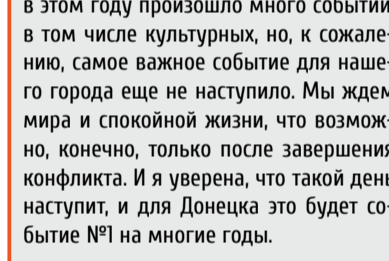 в этом году произошло много событий
в том числе культурных, но, к сожале-
нию, самое важное событие для наше-
го города еще не наступило. Мы ждем
мира и спокойной жизни, что возмож-
но, конечно, только после завершения
конфликта. И я уверена, что такой день
наступит, и для Донецка это будет со-
бытие №1 на многие годы.